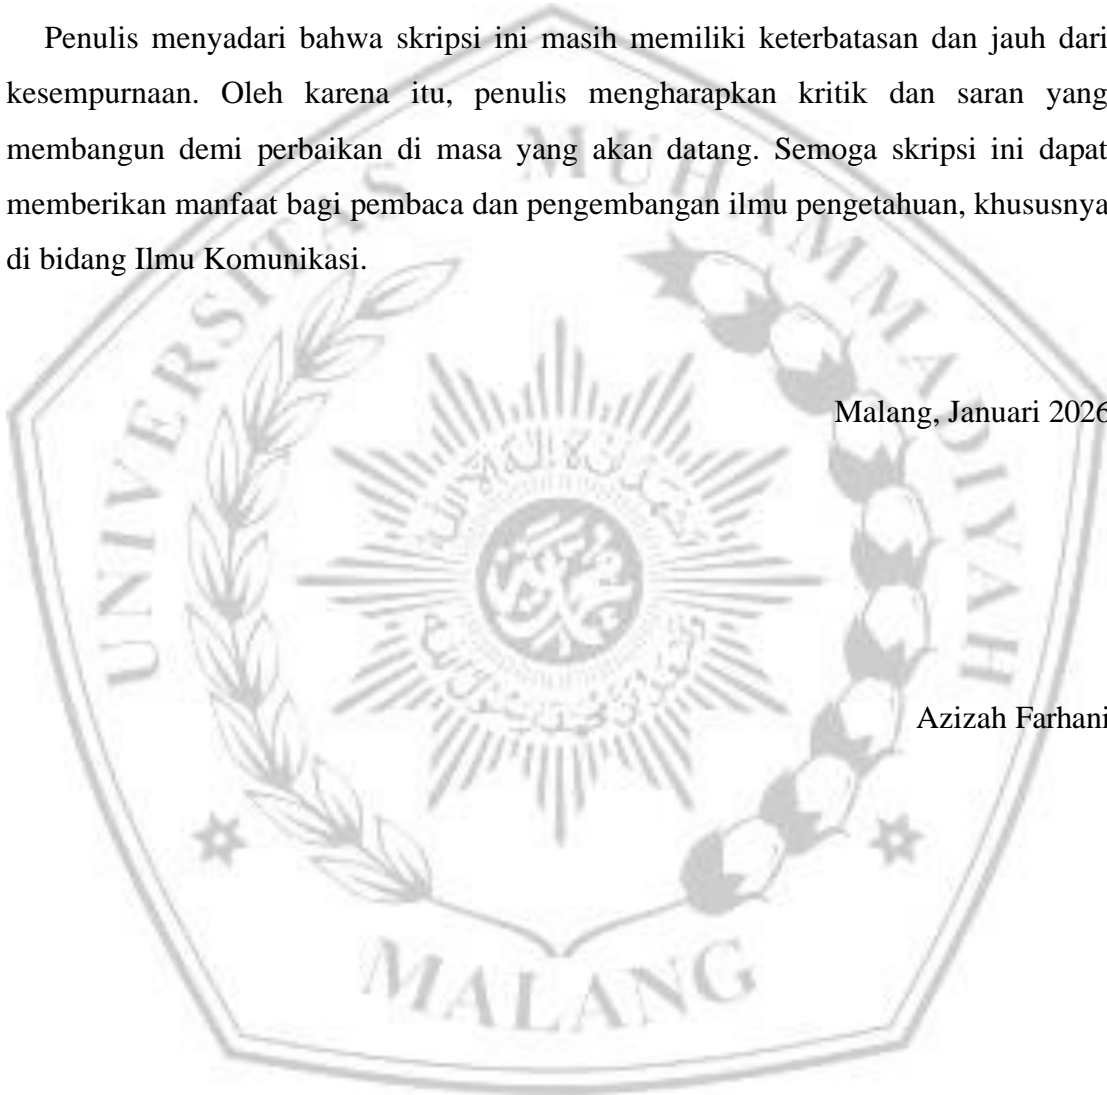 Penulis menyadari bahwa skripsi ini masih memiliki keterbatasan dan jauh dari
kesempurnaan. Oleh karena itu, penulis mengharapkan kritik dan saran yang
membangun demi perbaikan di masa yang akan datang. Semoga skripsi ini dapat
memberikan manfaat bagi pembaca dan pengembangan ilmu pengetahuan, khususnya
di bidang Ilmu Komunikasi.
Malang, Januari 2026
Azizah Farhani
UNIVERSITAS MUHAMMADIYAH
MALANG